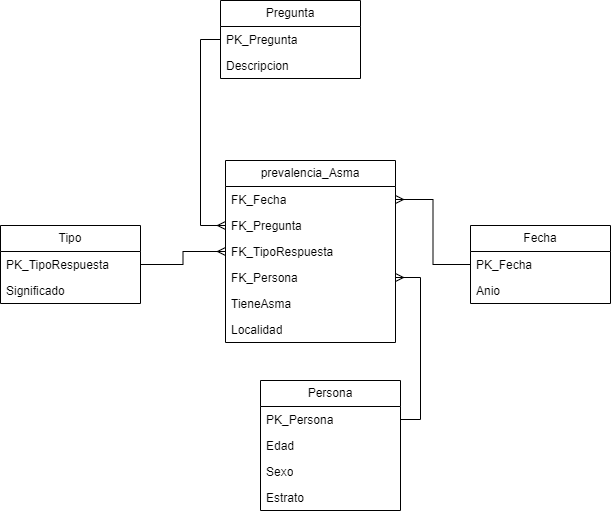 Pregunta
PK_Pregunta
Descripcion
prevalencia_Asma
FK_Fecha
FK_Pregunta
FK_TipoRespuesta
FK_Persona
TieneAsma
Localidad
Tipo
PK_TipoRespuesta
Significado
Fecha
PK_Fecha
Anio
Persona
PK_Persona
Edad
Sexo
Estrato